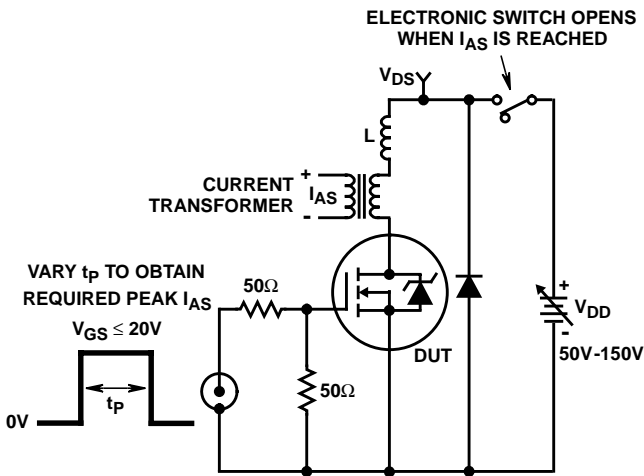 ELECTRONIC SWITCH OPENS
WHEN IAS IS REACHED
VDS
L
+
CURRENT
TRANSFORMER
IAS
-
VARY tP TO OBTAIN
REQUIRED PEAK IAS
50Ω
VGS ≤ 20V
DUT
+
VDD
-
50V-150V
50Ω
0V
tP